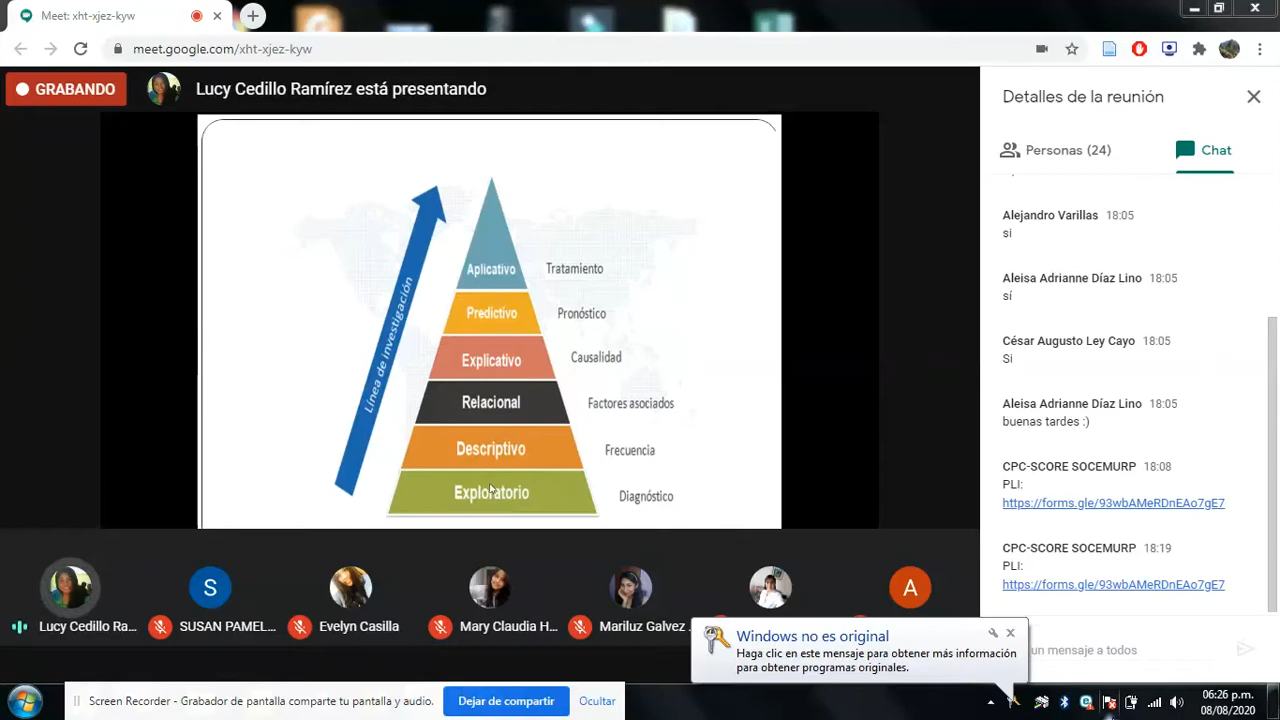 Meet: xht-xjez-kyw
meet.google.com/xht-xjez-kyw
GRABANDO
Lucy Cedillo Ramírez está presentando
Línea de investigación
Aplicativo Tratamiento
Predictivo Pronóstico
Explicativo Causalidad
Relacional Factores asociados
Descriptivo Frecuencia
Exploratorio Diagnóstico
Detalles de la reunión
Personas (24) Chat
Alejandro Varillas 18:05
si
Aleisa Adrianne Díaz Lino 18:05
sí
César Augusto Ley Cayo 18:05
Si
Aleisa Adrianne Díaz Lino 18:05
buenas tardes :)
CPC-SCORE SOCEMURP 18:08
PLI:
https://forms.gle/93wbAMeRDnEAo7gE7
CPC-SCORE SOCEMURP 18:19
PLI:
https://forms.gle/93wbAMeRDnEAo7gE7
un mensaje a todos
S
A
Lucy Cedillo Ra... SUSAN PAMEL... Evelyn Casilla Mary Claudia H... Mariluz Galvez
Windows no es original
Haga clic en este mensaje para obtener más información
para obtener programas originales.
Screen Recorder - Grabador de pantalla comparte tu pantalla y audio. Dejar de compartir Ocultar
06:26 p.m.
08/08/2020